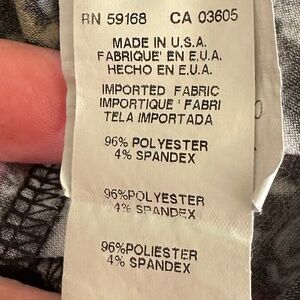 RN 59168 CA 03605
MADE IN U.S.A.
FABRIQUE' EN E.U.A.
HECHO EN E.U.A.
IMPORTED FABRIC
IMPORTIQUE ' FABRI
TELA IMPORTADA
96% POLYESTER
4% SPANDEX
96%POLYESTER
4% SPANDEX
96%POLIESTER
4% SPANDEX